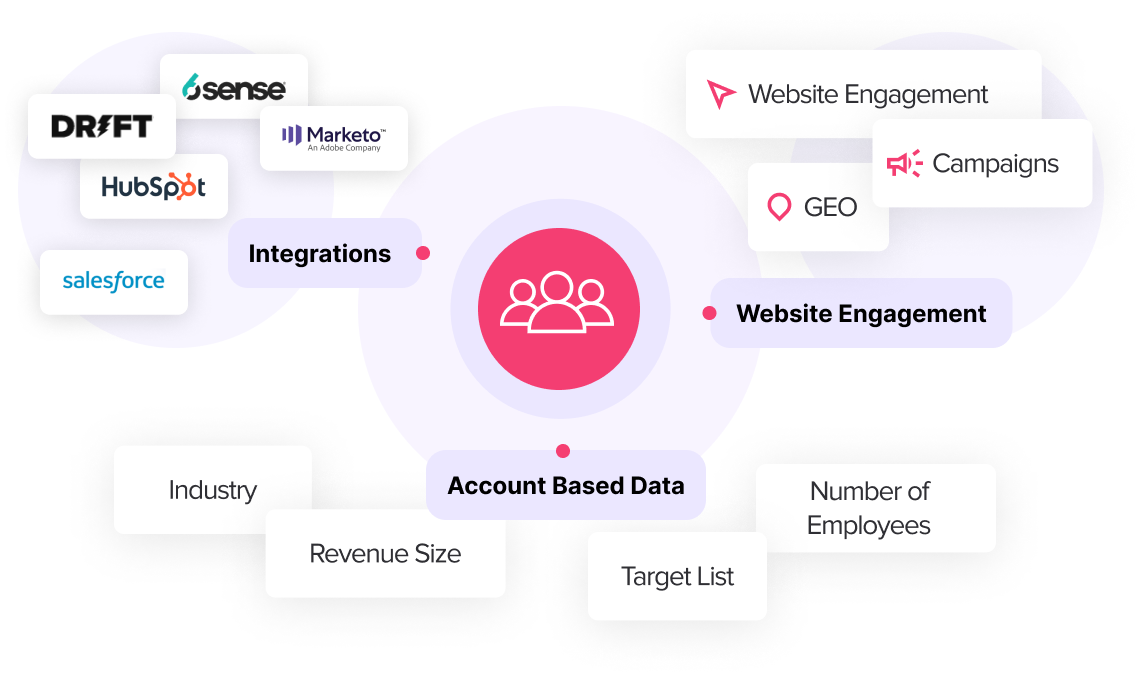 6sense
DRIFT
Marketo™
An Adobe Company
HubSpot
salesforce
Integrations
Website Engagement
Campaigns
GEO
Website Engagement
Account Based Data
Industry
Revenue Size
Target List
Number of
Employees